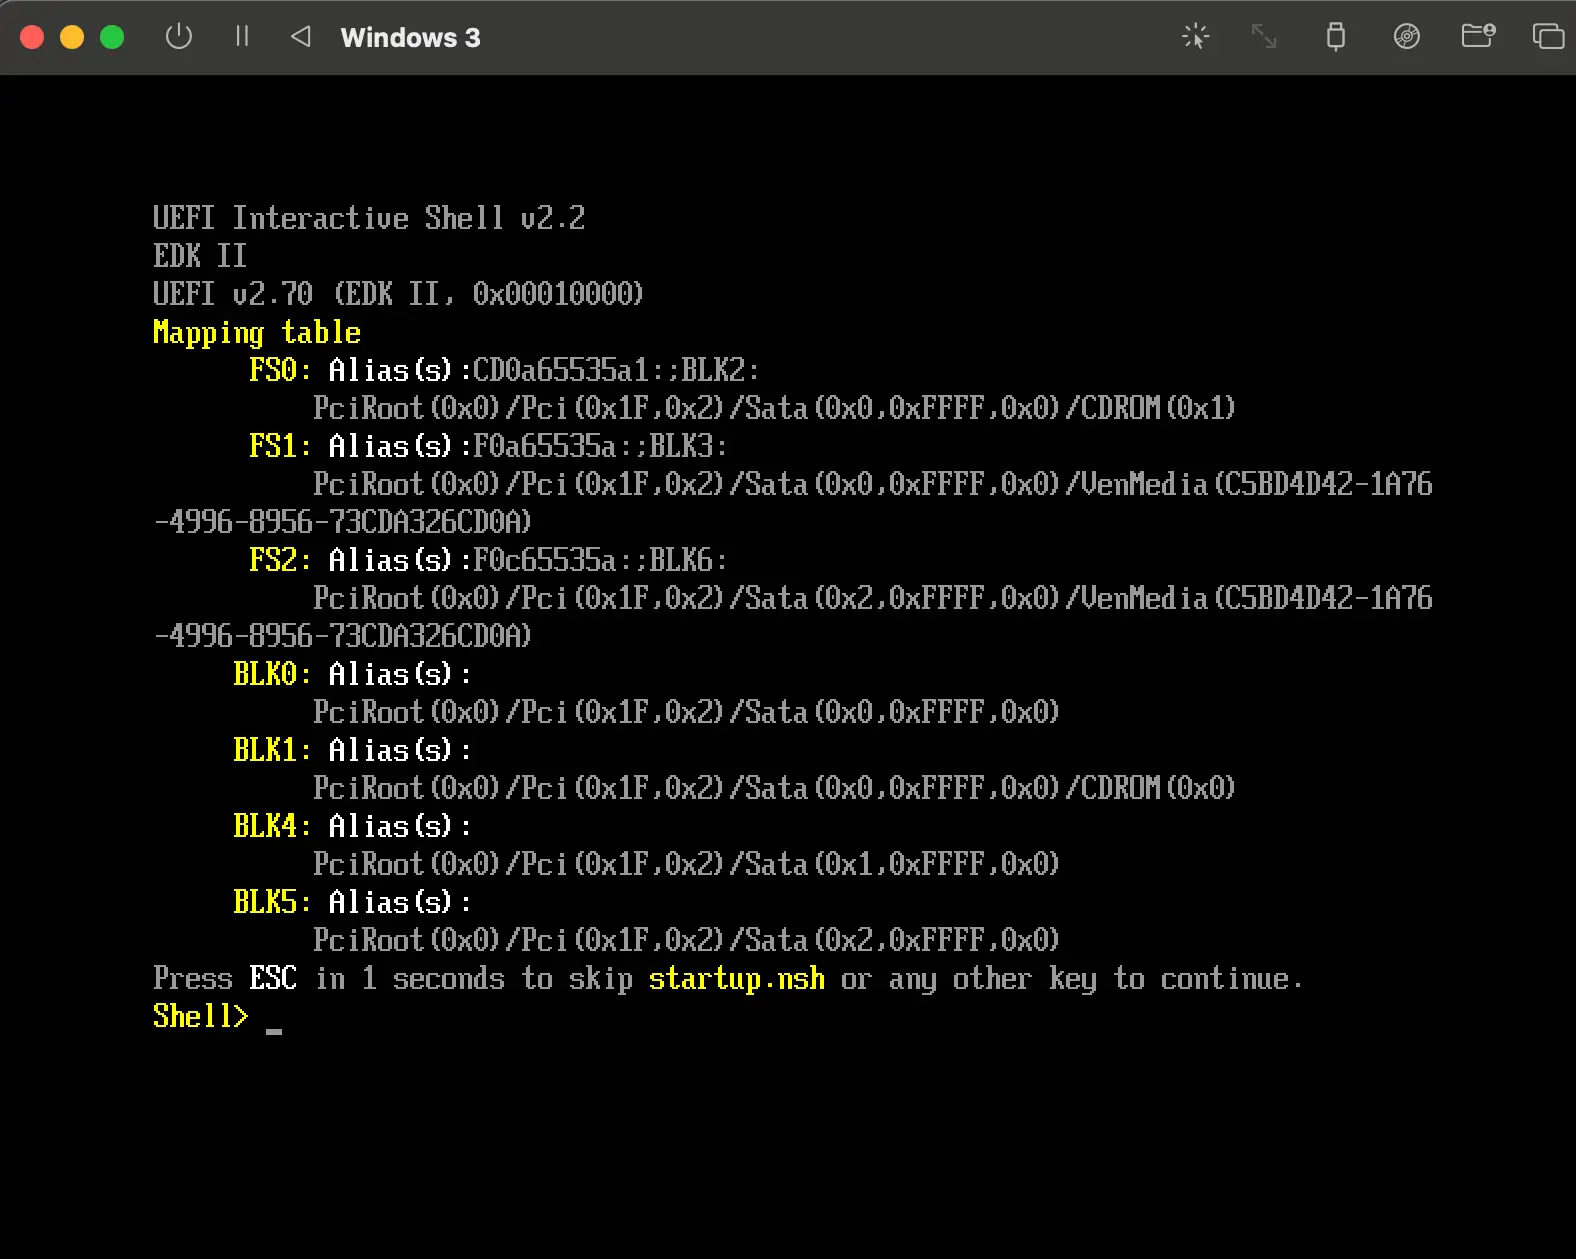 Windows 3
UEFI Interactive Shell v2.2
EDK II
UEFI v2.70 (EDK II, 0x00010000)
Mapping table
FS0: Alias(s):CD0a65535a1:;BLK2:
PciRoot(0x0)/Pci(0x1F,0x2)/Sata(0x0,0xFFFF,0x0)/CDROM(0x1)
FS1: Alias(s):F0a65535a:;BLK3:
PciRoot(0x0)/Pci(0x1F,0x2)/Sata(0x0,0xFFFF,0x0)/VenMedia(C5BD4D42-1A76
-4996-8956-73CDA326CD0A)
FS2: Alias(s):F0c65535a:;BLK6:
PciRoot(0x0)/Pci(0x1F,0x2)/Sata(0x2,0xFFFF,0x0)/VenMedia(C5BD4D42-1A76
-4996-8956-73CDA326CD0A)
BLK0: Alias(s):
PciRoot(0x0)/Pci(0x1F,0x2)/Sata(0x0,0xFFFF,0x0)
BLK1: Alias(s):
PciRoot(0x0)/Pci(0x1F,0x2)/Sata(0x0,0xFFFF,0x0)/CDROM(0x0)
BLK4: Alias(s):
PciRoot(0x0)/Pci(0x1F,0x2)/Sata(0x1,0xFFFF,0x0)
BLK5: Alias(s):
PciRoot(0x0)/Pci(0x1F,0x2)/Sata(0x2,0xFFFF,0x0)
Press ESC in 1 seconds to skip startup.nsh or any other key to continue.
Shell> _